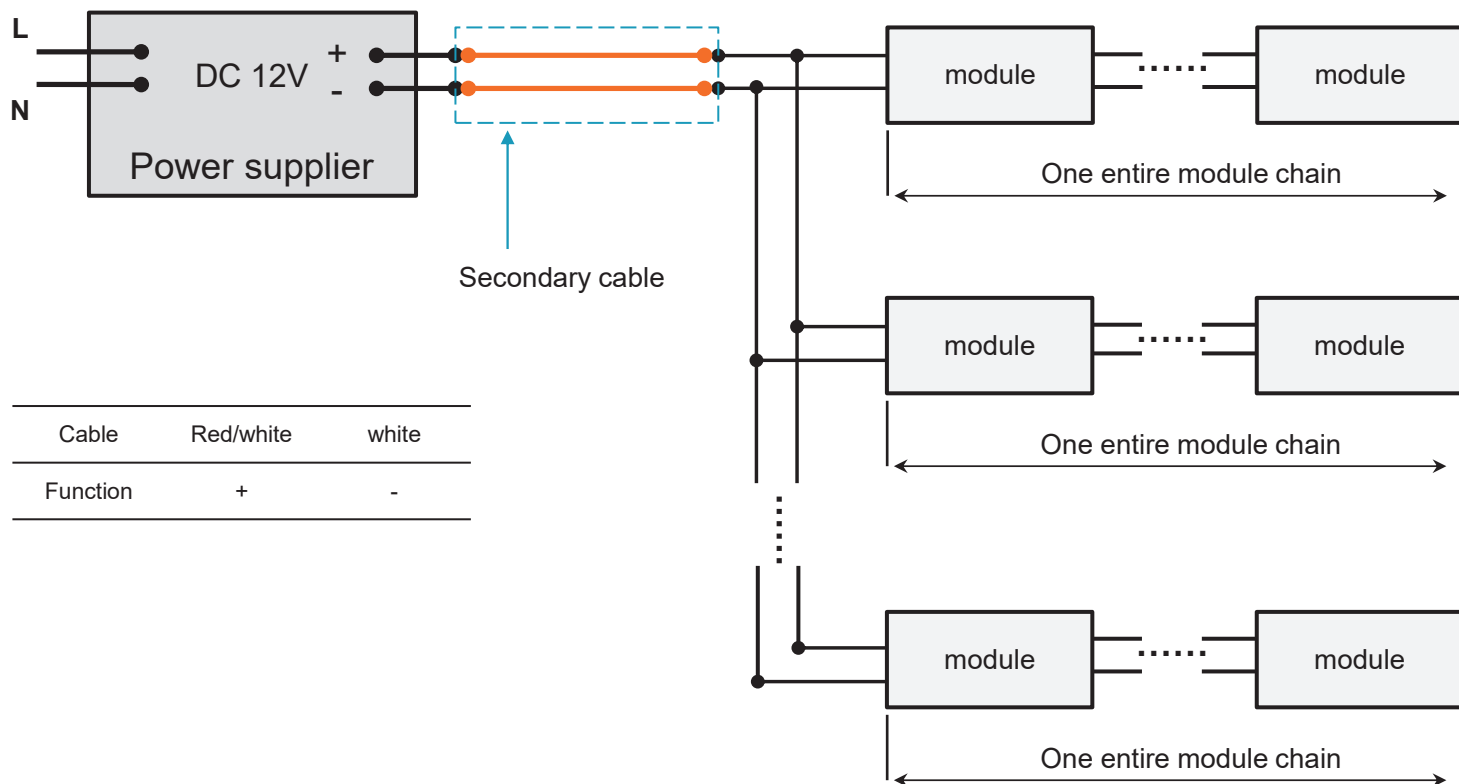 L
N
DC 12V
+
-
Power supplier
Secondary cable
module
......
module
One entire module chain
module
......
module
One entire module chain
Cable Red/white white
Function + -
module
......
module
One entire module chain